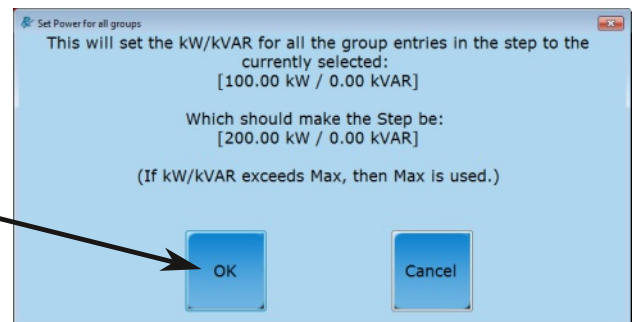 Set Power for all groups
This will set the kW/kVAR for all the group entries in the step to the
currently selected:
[100.00 kW / 0.00 kVAR]
Which should make the Step be:
[200.00 kW / 0.00 kVAR]
(If kW/kVAR exceeds Max, then Max is used.)
OK
Cancel